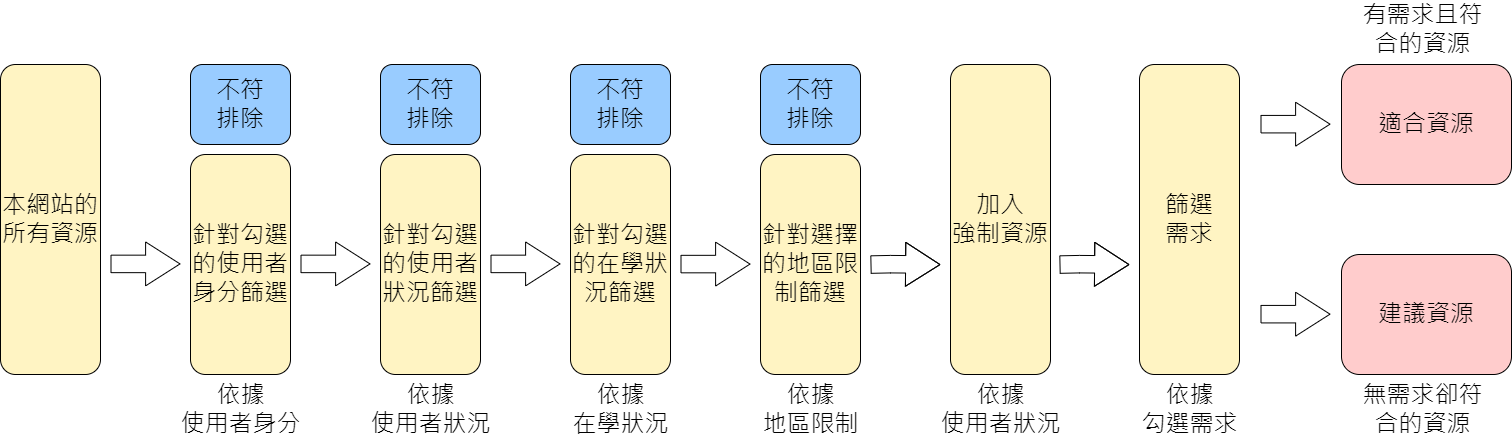 本網站的
所有資源
不符
排除
針對勾選
的使用者
身分篩選
依據
使用者身分
不符
排除
針對勾選
的使用者
狀況篩選
依據
使用者狀況
不符
排除
針對勾選
的在學狀
況篩選
依據
在學狀況
不符
排除
針對選擇
的地區限
制篩選
依據
地區限制
加入
強制資源
依據
使用者狀況
篩選
需求
依據
勾選需求
有需求且符
合的資源
適合資源
建議資源
無需求卻符
合的資源